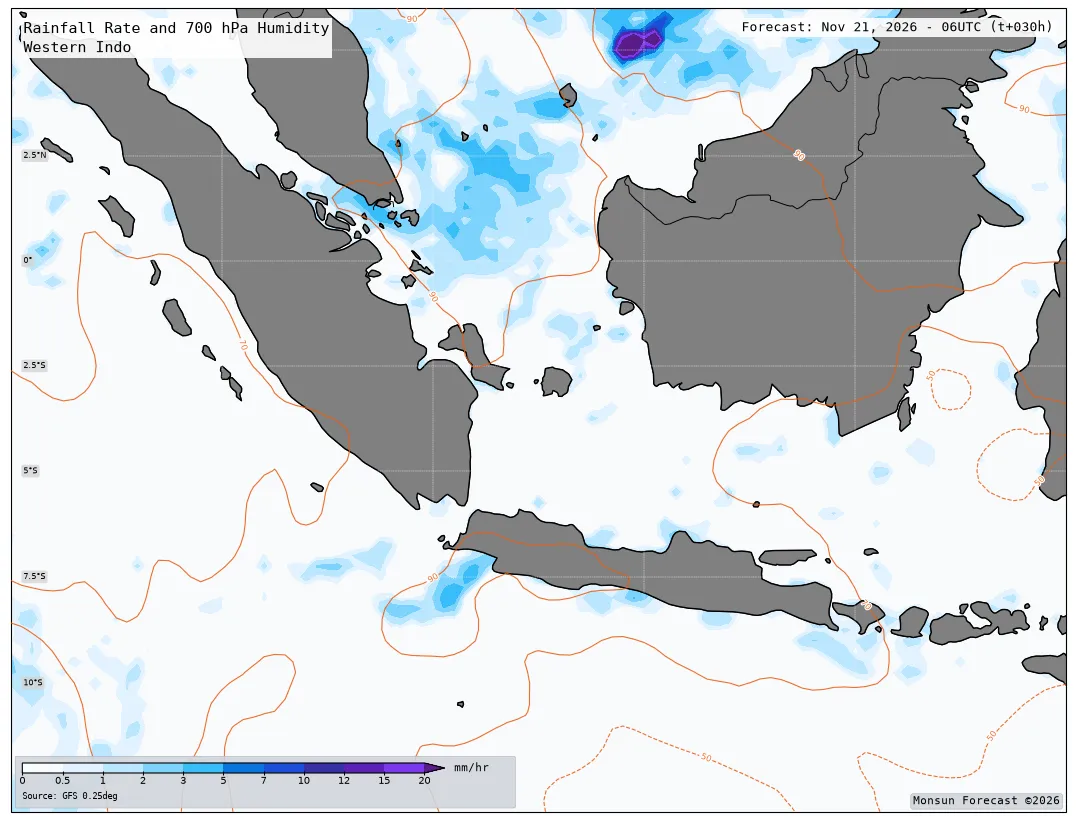 Rainfall Rate and 700 hPa Humidity
Western Indo
Forecast: Nov 21, 2026 - 06UTC (t+030h)
90
90
2.5°N
90
0°
90
70
2.5°S
50
5°S
50
7.5°S
90
70
10°S
50
50
mm/hr
0 0.5 1 2 3 5 7 10 12 15 20
Source: GFS 0.25deg
Monsun Forecast ©2026